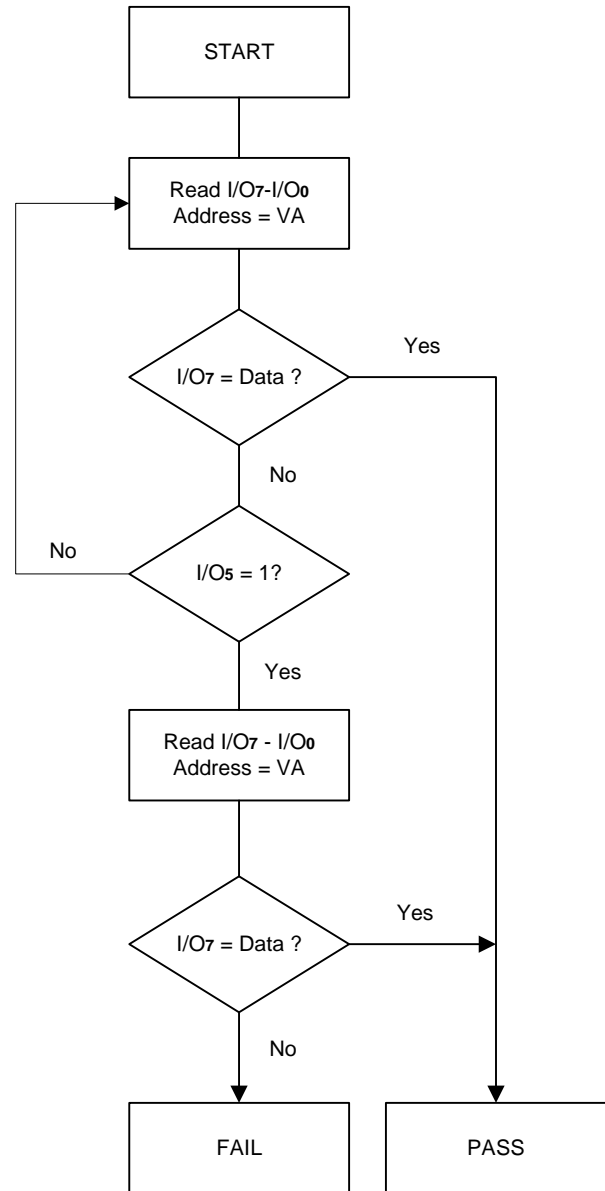 START
Read I/O7-I/O0
Address = VA
Yes
I/O7 = Data ?
No
No
I/O5 = 1?
Yes
Read I/O7 - I/O0
Address = VA
Yes
I/O7 = Data ?
No
FAIL
PASS